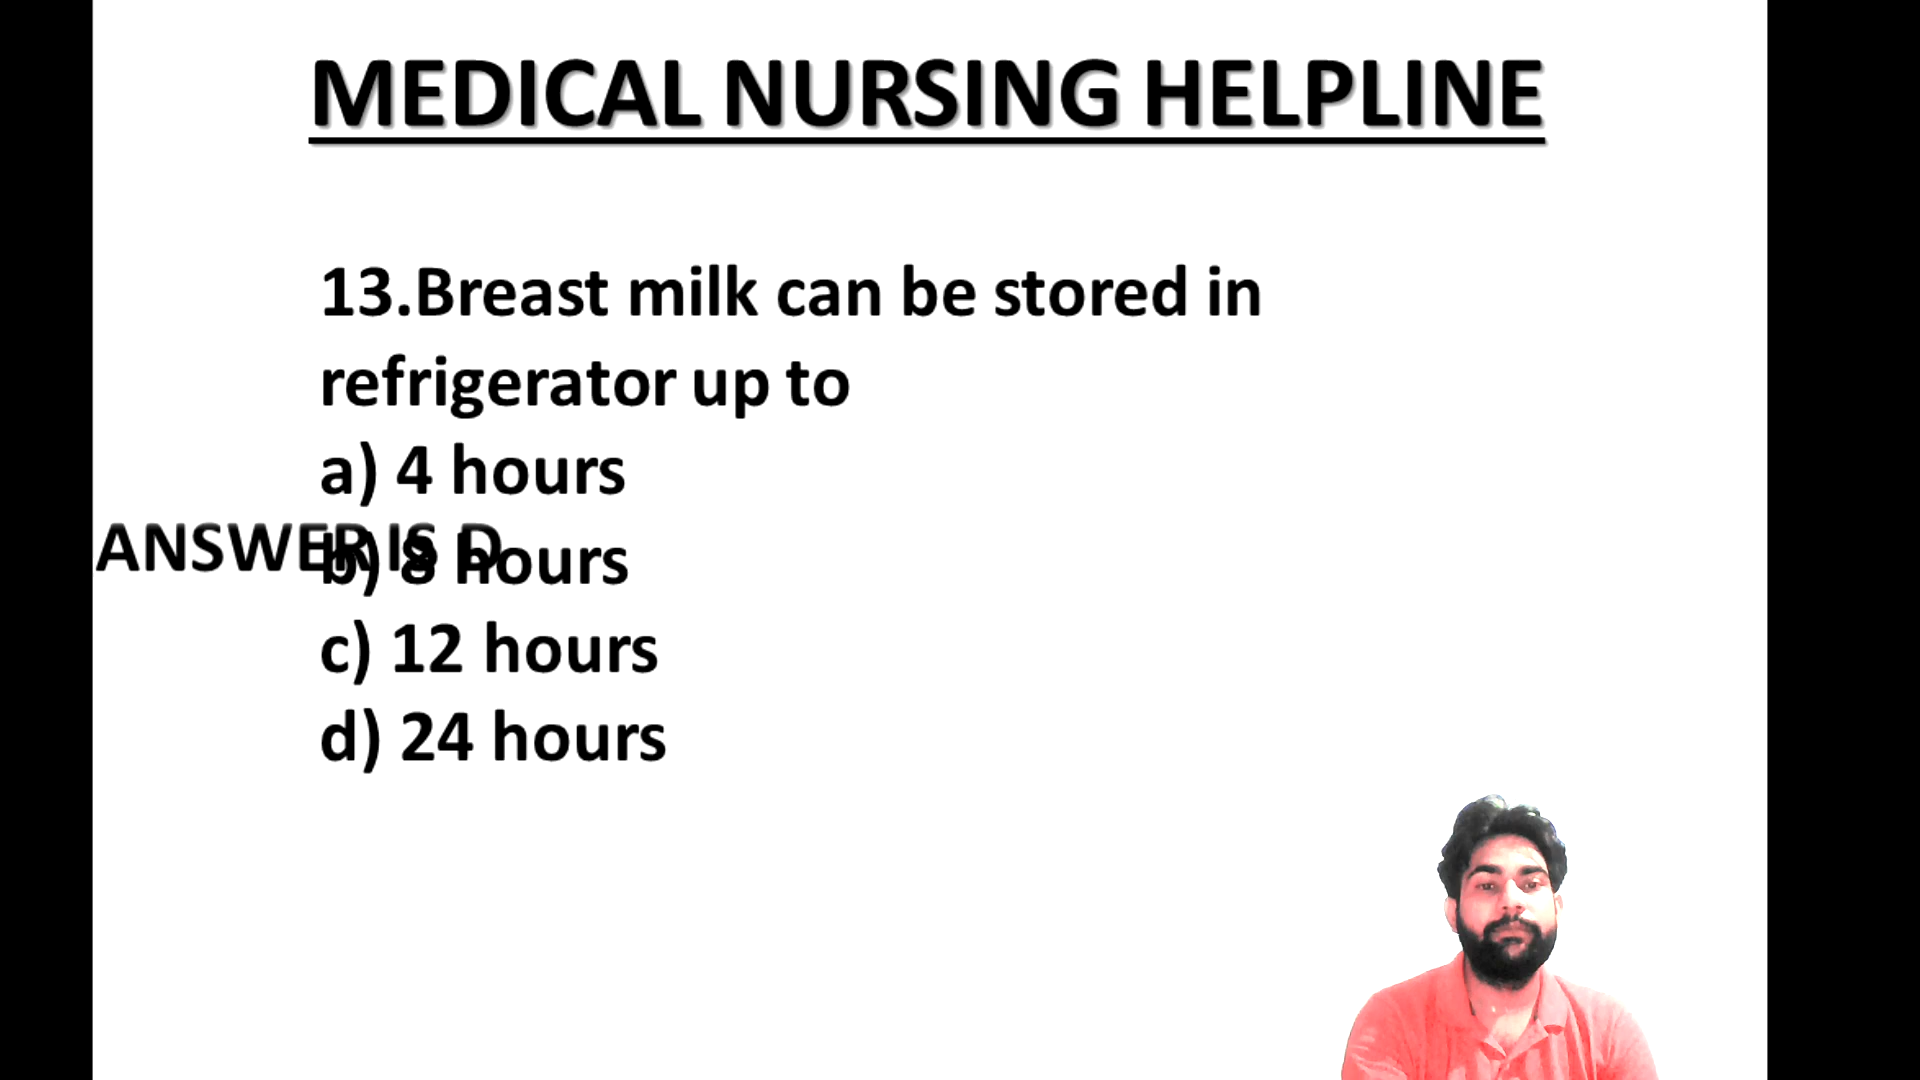 MEDICAL NURSING HELPLINE
13.Breast milk can be stored in
refrigerator up to
a) 4 hours
ANSWER IS D
b) 8 hours
c) 12 hours
d) 24 hours